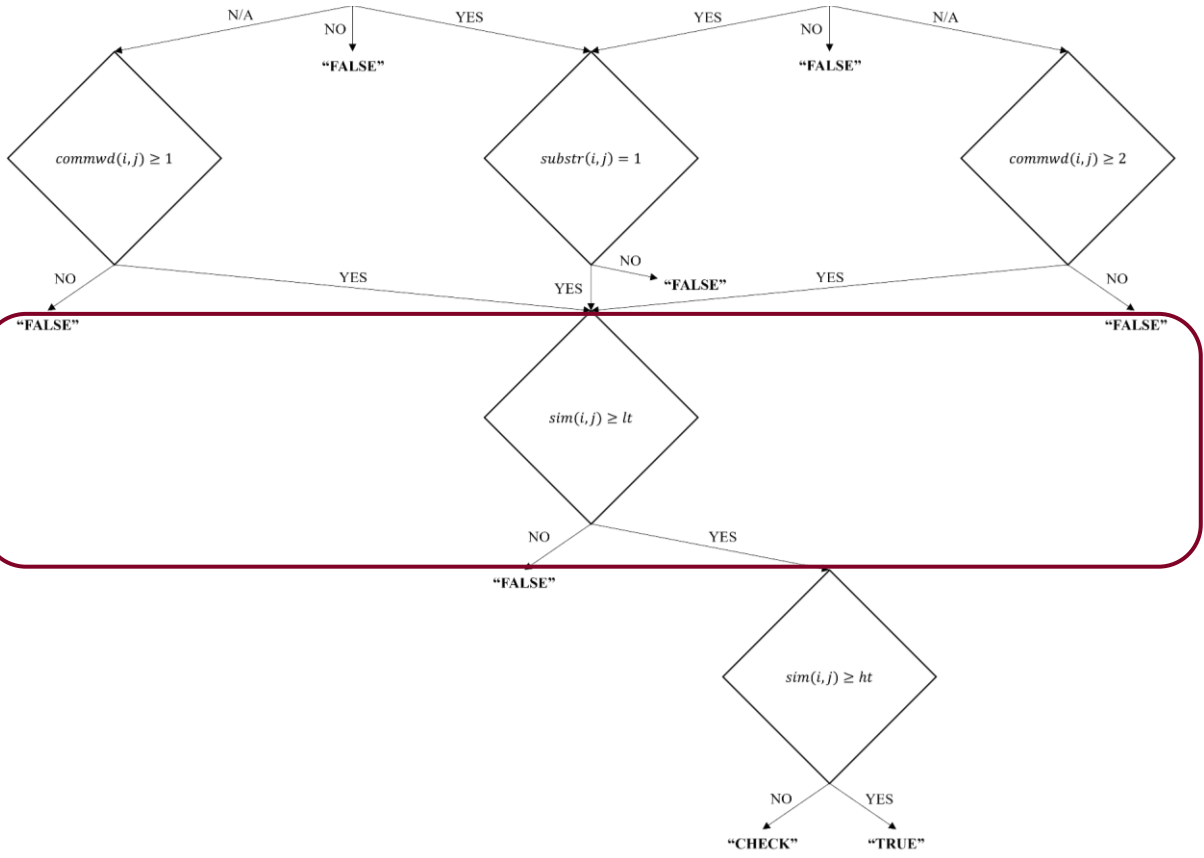 N/A
NO
YES
YES
NO
N/A
“FALSE”
“FALSE”
commwd(i, j) ≥ 1
substr(i, j) = 1
commwd(i, j) ≥ 2
NO
YES
YES
NO
“FALSE”
YES
NO
“FALSE”
“FALSE”
sim(i, j) ≥ lt
NO
YES
“FALSE”
sim(i, j) ≥ ht
NO
YES
“CHECK”
“TRUE”